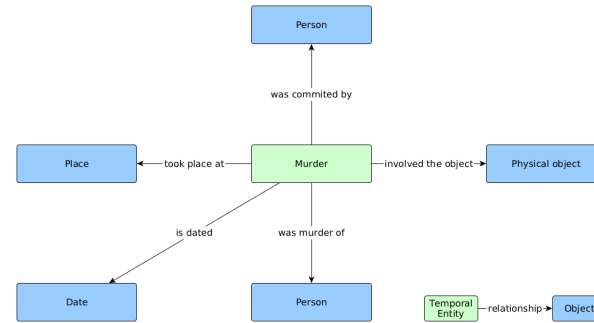 Person
was commited by
Place
took place at
Murder
involved the object
Physical object
is dated
was murder of
Date
Person
Temporal
Entity
relationship
Object